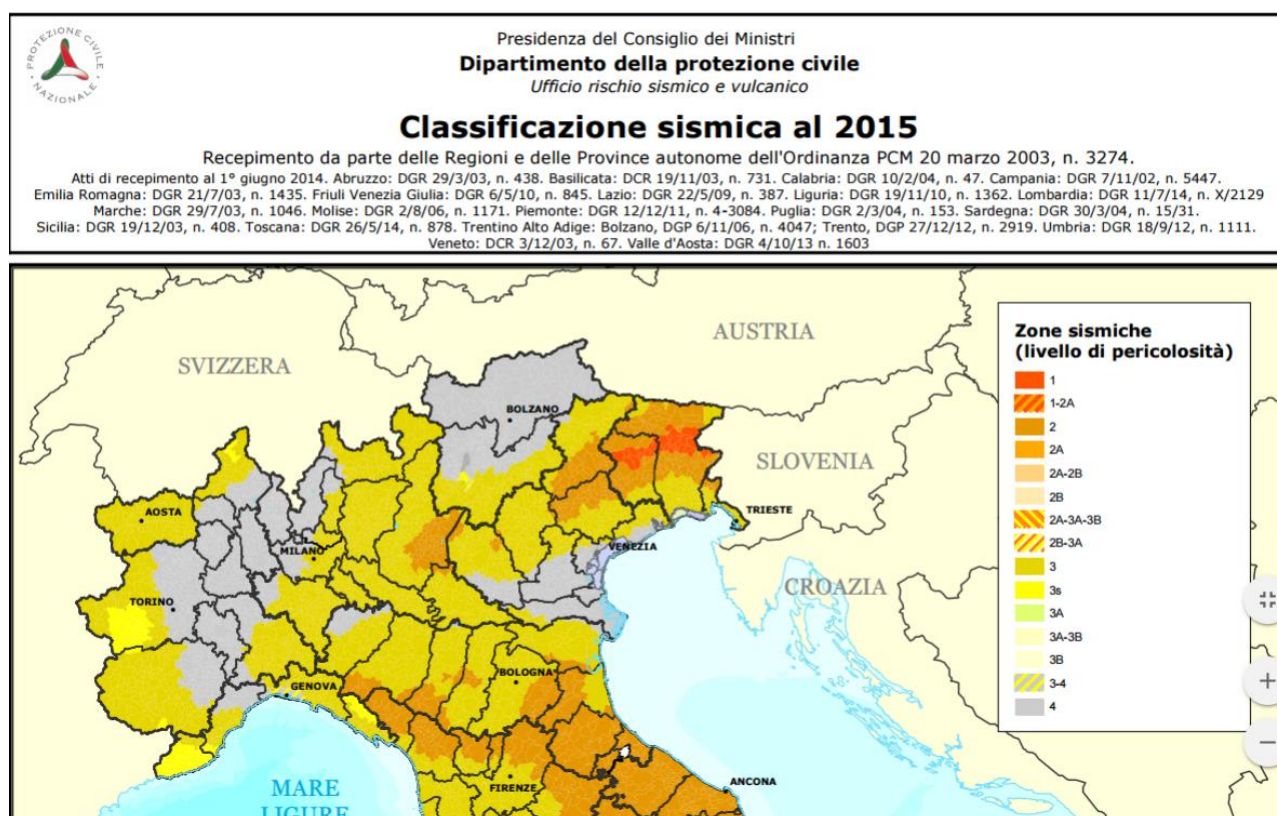 PROTEZIONE CIVILE
NAZIONALE
Presidenza del Consiglio dei Ministri
Dipartimento della protezione civile
Ufficio rischio sismico e vulcanico
Classificazione sismica al 2015
Recepimento da parte delle Regioni e delle Province autonome dell'Ordinanza PCM 20 marzo 2003, n. 3274.
Atti di recepimento al 1° giugno 2014. Abruzzo: DGR 29/3/03, n. 438. Basilicata: DCR 19/11/03, n. 731. Calabria: DGR 10/2/04, n. 47. Campania: DGR 7/11/02, n. 5447.
Emilia Romagna: DGR 21/7/03, n. 1435. Friuli Venezia Giulia: DGR 6/5/10, n. 845. Lazio: DGR 22/5/09, n. 387. Liguria: DGR 19/11/10, n. 1362. Lombardia: DGR 11/7/14, n. X/2129
Marche: DGR 29/7/03, n. 1046. Molise: DGR 2/8/06, n. 1171. Piemonte: DGR 12/12/11, n. 4-3084. Puglia: DGR 2/3/04, n. 153. Sardegna: DGR 30/3/04, n. 15/31.
Sicilia: DGR 19/12/03, n. 408. Toscana: DGR 26/5/14, n. 878. Trentino Alto Adige: Bolzano, DGP 6/11/06, n. 4047; Trento, DGP 27/12/12, n. 2919. Umbria: DGR 18/9/12, n. 1111.
Veneto: DCR 3/12/03, n. 67. Valle d'Aosta: DGR 4/10/13 n. 1603
AUSTRIA
SVIZZERA
BOLZANO
SLOVENIA
AOSTA
TRIESTE
MILANO
VENEZIA
CROAZIA
TORINO
BOLOGNA
GENOVA
ANCONA
FIRENZE
MARE
LIGURE
Zone sismiche
(livello di pericolosità)
1
1-2A
2
2A
2A-2B
2B
2A-3A-3B
2B-3A
3
3s
3A
3A-3B
3B
3-4
4